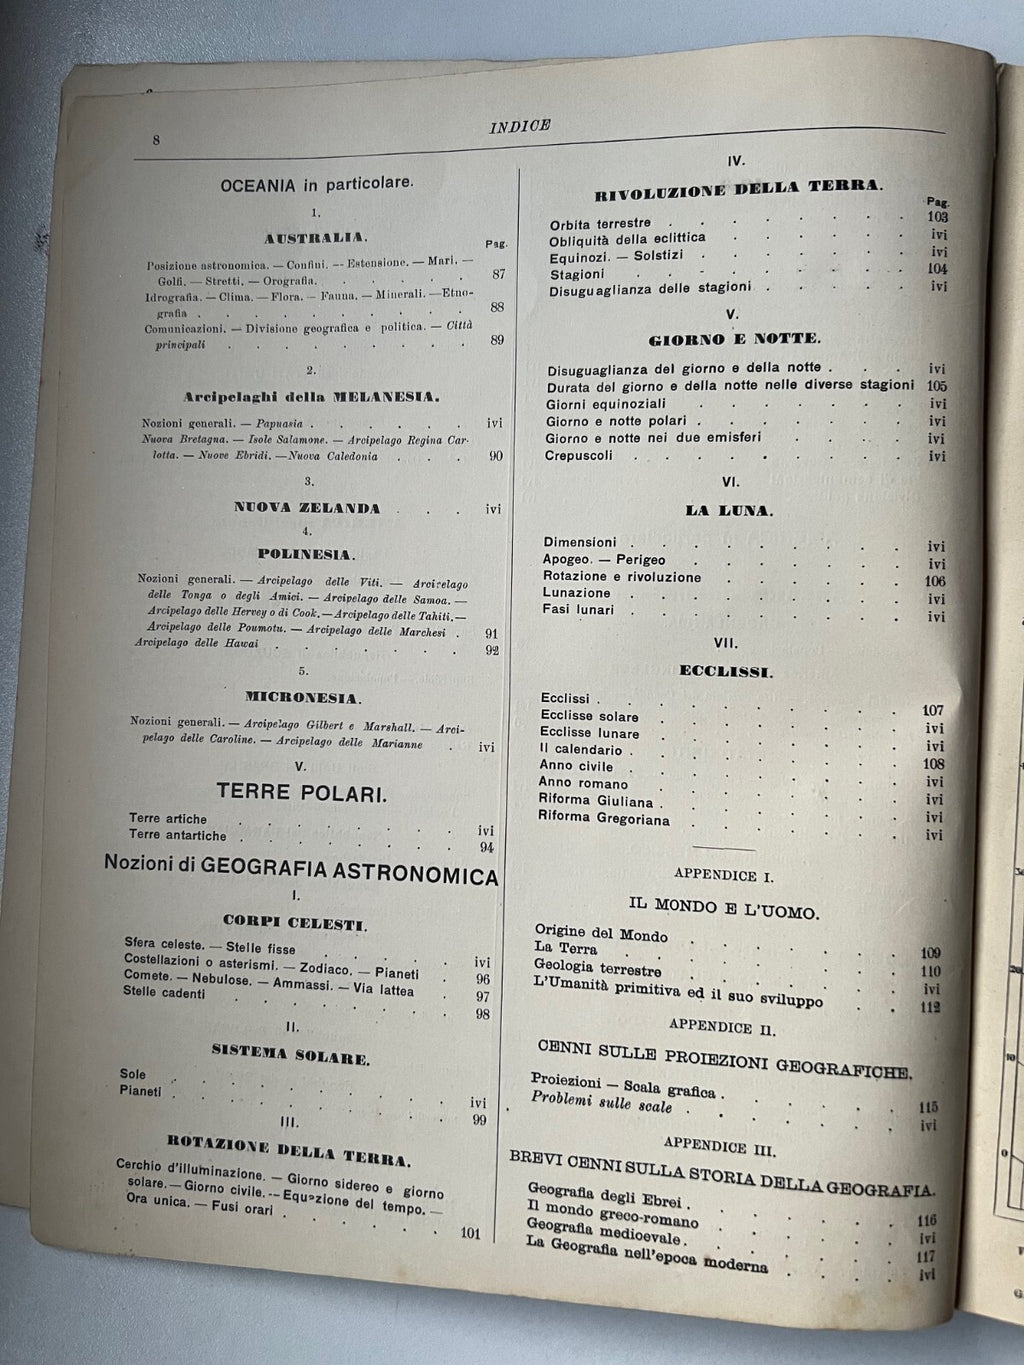 8
INDICE
OCEANIA in particolare.
1.
AUSTRALIA.
Pag.
Posizione astronomica. — Confini. -- Estensione. — Mari. —
Golfi. — Stretti. — Orografia. . . . . . 87
Idrografia. — Clima. — Flora. — Fauna. — Minerali. — Etno-
grafia . . . . . . . . . 88
Comunicazioni. — Divisione geografica e politica. — Città
principali . . . . . . . . 89
2.
Arcipelaghi della MELANESIA.
Nozioni generali. — Papuasia . . . . . . ivi
Nuova Bretagna. — Isole Salamone. — Arcipelago Regina Car-
lotta. — Nuove Ebridi. — Nuova Caledonia . . . 90
3.
NUOVA ZELANDA . . . ivi
4.
POLINESIA.
Nozioni generali. — Arcipelago delle Viti. — Arcipelago
delle Tonga o degli Amici. — Arcipelago delle Samoa. —
Arcipelago delle Hervey o di Cook. — Arcipelago delle Tahiti. —
Arcipelago delle Poumotu. — Arcipelago delle Marchesi . 91
Arcipelago delle Hawai . . . . . . . 92
5.
MICRONESIA.
Nozioni generali. — Arcipelago Gilbert e Marshall. — Arci-
pelago delle Caroline. — Arcipelago delle Marianne . ivi
V.
TERRE POLARI.
Terre artiche . . . . . . . . ivi
Terre antartiche . . . . . . . . 94
Nozioni di GEOGRAFIA ASTRONOMICA
I.
CORPI CELESTI.
Sfera celeste. — Stelle fisse . . . . . ivi
Costellazioni o asterismi. — Zodiaco. — Pianeti . 96
Comete. — Nebulose. — Ammassi. — Via lattea . . 97
Stelle cadenti . . . . . . . 98
II.
SISTEMA SOLARE.
Sole . . . . . . . . . ivi
Pianeti . . . . . . . . . 99
III.
ROTAZIONE DELLA TERRA.
Cerchio d'illuminazione. — Giorno sidereo e giorno
solare. — Giorno civile. -- Equazione del tempo. —
Ora unica. — Fusi orari . . . . . . 101
IV.
RIVOLUZIONE DELLA TERRA.
Pag.
Orbita terrestre . . . . . . . 103
Obliquità della eclittica . . . . . ivi
Equinozi. — Solstizi . . . . . . ivi
Stagioni . . . . . . . 104
Disuguaglianza delle stagioni . . . . . ivi
V.
GIORNO E NOTTE.
Disuguaglianza del giorno e della notte . . . . ivi
Durata del giorno e della notte nelle diverse stagioni 105
Giorni equinoziali . . . . . . ivi
Giorno e notte polari . . . . . . ivi
Giorno e notte nei due emisferi . . . . ivi
Crepuscoli . . . . . . . ivi
VI.
LA LUNA.
Dimensioni . . . . . . . . ivi
Apogeo. — Perigeo . . . . . . ivi
Rotazione e rivoluzione . . . . . 106
Lunazione . . . . . . . . ivi
Fasi lunari . . . . . . . . ivi
VII.
ECCLISSI.
Ecclissi . . . . . . . . 107
Ecclisse solare . . . . . . . ivi
Ecclisse lunare . . . . . . . ivi
Il calendario . . . . . . . 108
Anno civile . . . . . . . . ivi
Anno romano . . . . . . . ivi
Riforma Giuliana . . . . . . . ivi
Riforma Gregoriana . . . . . . ivi
APPENDICE I.
IL MONDO E L'UOMO.
Origine del Mondo . . . . . . 109
La Terra . . . . . . . . 110
Geologia terrestre . . . . . . ivi
L'Umanità primitiva ed il suo sviluppo . . 112
APPENDICE II.
CENNI SULLE PROIEZIONI GEOGRAFICHE.
Proiezioni — Scala grafica . . . . . 115
Problemi sulle scale . . . . . . ivi
APPENDICE III.
BREVI CENNI SULLA STORIA DELLA GEOGRAFIA.
Geografia degli Ebrei . . . . . . 116
Il mondo greco-romano . . . . . ivi
Geografia medioevale . . . . . . 117
La Geografia nell'epoca moderna . . . . ivi